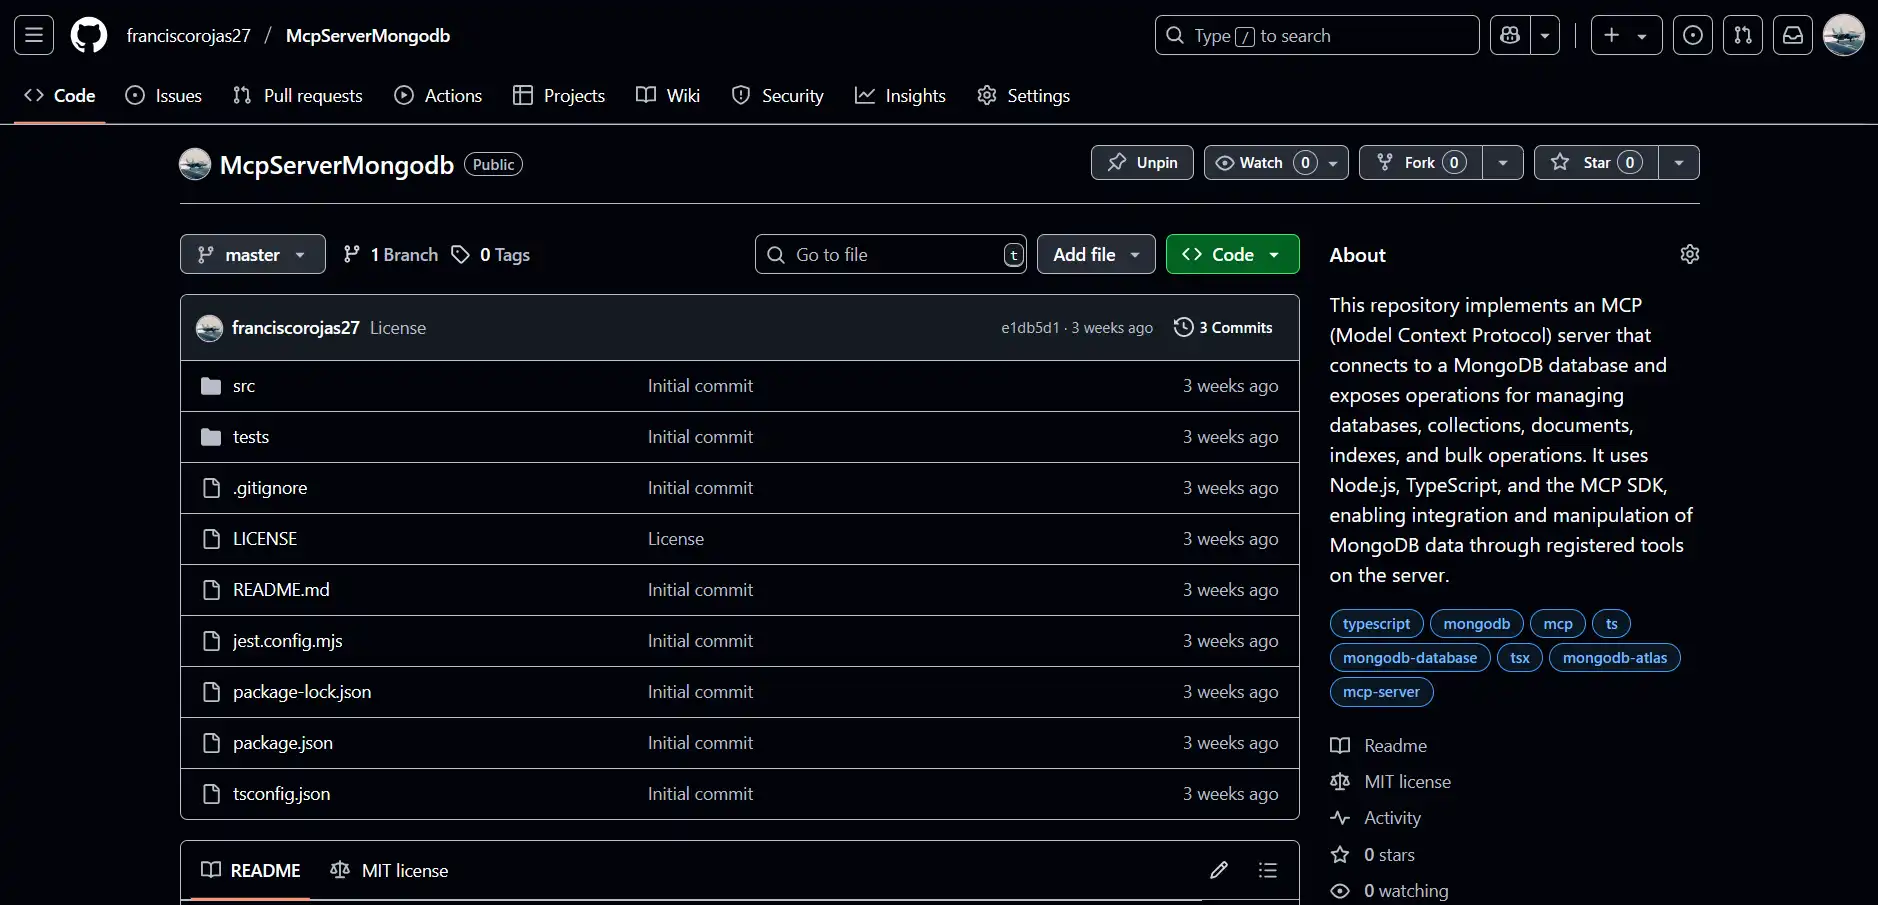 franciscorojas27 / McpServerMongodb
Type / to search
Code Issues Pull requests Actions Projects Wiki Security Insights Settings
McpServerMongodb Public
Unpin Watch 0 Fork 0 Star 0
master 1 Branch 0 Tags
Go to file t Add file Code
franciscorojas27 License e1db5d1 · 3 weeks ago 3 Commits
src Initial commit 3 weeks ago
tests Initial commit 3 weeks ago
.gitignore Initial commit 3 weeks ago
LICENSE License 3 weeks ago
README.md Initial commit 3 weeks ago
jest.config.mjs Initial commit 3 weeks ago
package-lock.json Initial commit 3 weeks ago
package.json Initial commit 3 weeks ago
tsconfig.json Initial commit 3 weeks ago
README MIT license
About
This repository implements an MCP
(Model Context Protocol) server that
connects to a MongoDB database and
exposes operations for managing
databases, collections, documents,
indexes, and bulk operations. It uses
Node.js, TypeScript, and the MCP SDK,
enabling integration and manipulation of
MongoDB data through registered tools
on the server.
typescript mongodb mcp ts
mongodb-database tsx mongodb-atlas
mcp-server
Readme
MIT license
Activity
0 stars
0 watching